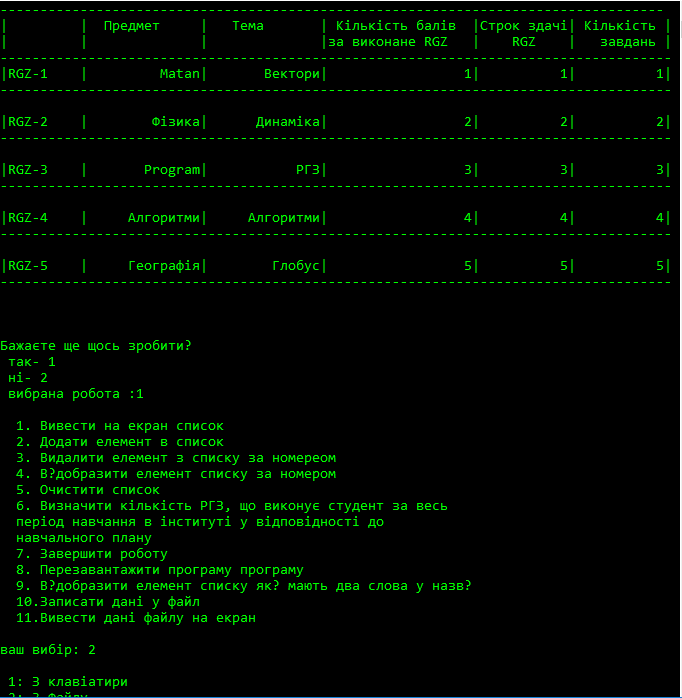 -----------------------------------------------------------------------------------
|         |   Предмет    |   Тема       | Кількість балів  |Строк здачі| Кількість |
|         |              |              |за виконане RGZ   |    RGZ    |   завдань |
------------------------------------------------------------------------------------
|RGZ-1    |         Matan|       Вектори|                 1|          1|          1|
------------------------------------------------------------------------------------
|RGZ-2    |        Фізика|      Динаміка|                 2|          2|          2|
------------------------------------------------------------------------------------
|RGZ-3    |       Program|           РГЗ|                 3|          3|          3|
------------------------------------------------------------------------------------
|RGZ-4    |     Алгоритми|     Алгоритми|                 4|          4|          4|
------------------------------------------------------------------------------------
|RGZ-5    |     Географія|        Глобус|                 5|          5|          5|
------------------------------------------------------------------------------------
Бажаєте ще щось зробити?
так- 1
ні- 2
вибрана робота :1
1. Вивести на екран список
2. Додати елемент в список
3. Видалити елемент з списку за номереом
4. В?добразити елемент списку за номером
5. Очистити список
6. Визначити кількість РГЗ, що виконує студент за весь
період навчання в інституті у відповідності до
навчального плану
7. Завершити роботу
8. Перезавантажити програму програму
9. В?добразити елемент списку як? мають два слова у назв?
10.Записати дані у файл
11.Вивести дані файлу на екран
ваш вибір: 2
1: З клавіатири
2: З Файлу